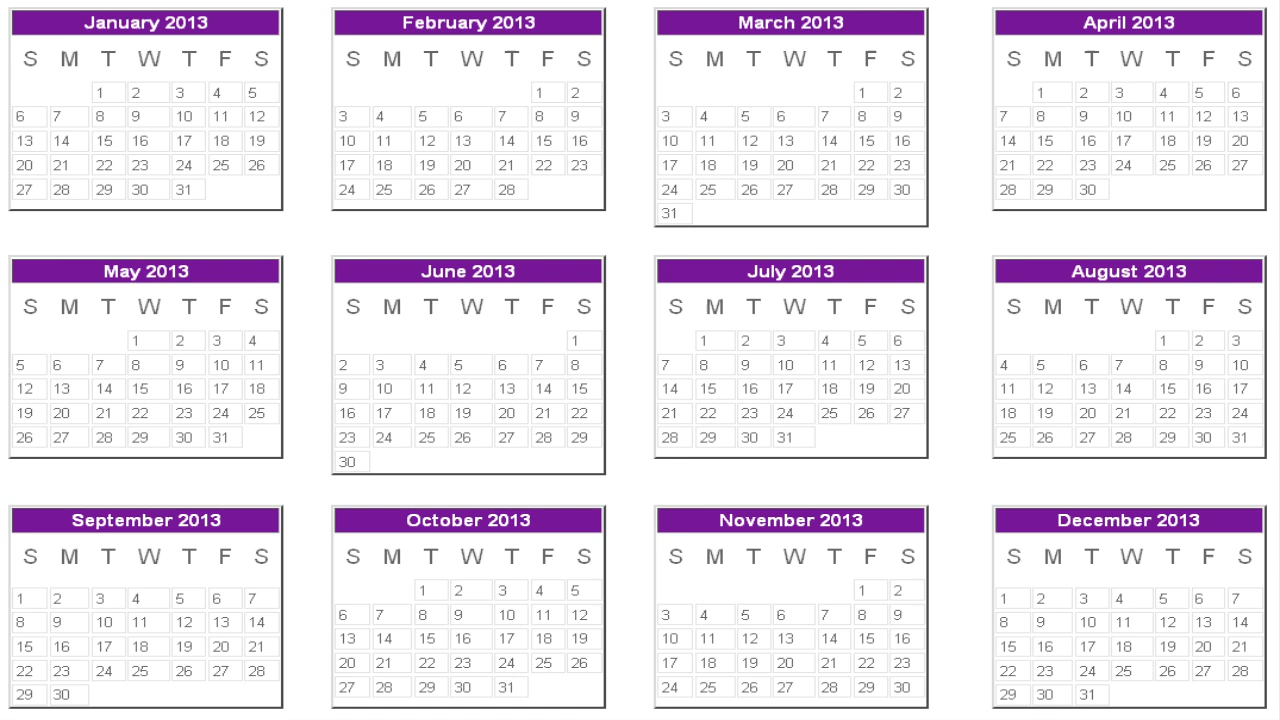 January 2013
S M T W T F S
1 2 3 4 5
6 7 8 9 10 11 12
13 14 15 16 17 18 19
20 21 22 23 24 25 26
27 28 29 30 31
February 2013
S M T W T F S
1 2
3 4 5 6 7 8 9
10 11 12 13 14 15 16
17 18 19 20 21 22 23
24 25 26 27 28
March 2013
S M T W T F S
1 2
3 4 5 6 7 8 9
10 11 12 13 14 15 16
17 18 19 20 21 22 23
24 25 26 27 28 29 30
31
April 2013
S M T W T F S
1 2 3 4 5 6
7 8 9 10 11 12 13
14 15 16 17 18 19 20
21 22 23 24 25 26 27
28 29 30
May 2013
S M T W T F S
1 2 3 4
5 6 7 8 9 10 11
12 13 14 15 16 17 18
19 20 21 22 23 24 25
26 27 28 29 30 31
June 2013
S M T W T F S
1
2 3 4 5 6 7 8
9 10 11 12 13 14 15
16 17 18 19 20 21 22
23 24 25 26 27 28 29
30
July 2013
S M T W T F S
1 2 3 4 5 6
7 8 9 10 11 12 13
14 15 16 17 18 19 20
21 22 23 24 25 26 27
28 29 30 31
August 2013
S M T W T F S
1 2 3
4 5 6 7 8 9 10
11 12 13 14 15 16 17
18 19 20 21 22 23 24
25 26 27 28 29 30 31
September 2013
S M T W T F S
1 2 3 4 5 6 7
8 9 10 11 12 13 14
15 16 17 18 19 20 21
22 23 24 25 26 27 28
29 30
October 2013
S M T W T F S
1 2 3 4 5
6 7 8 9 10 11 12
13 14 15 16 17 18 19
20 21 22 23 24 25 26
27 28 29 30 31
November 2013
S M T W T F S
1 2
3 4 5 6 7 8 9
10 11 12 13 14 15 16
17 18 19 20 21 22 23
24 25 26 27 28 29 30
December 2013
S M T W T F S
1 2 3 4 5 6 7
8 9 10 11 12 13 14
15 16 17 18 19 20 21
22 23 24 25 26 27 28
29 30 31